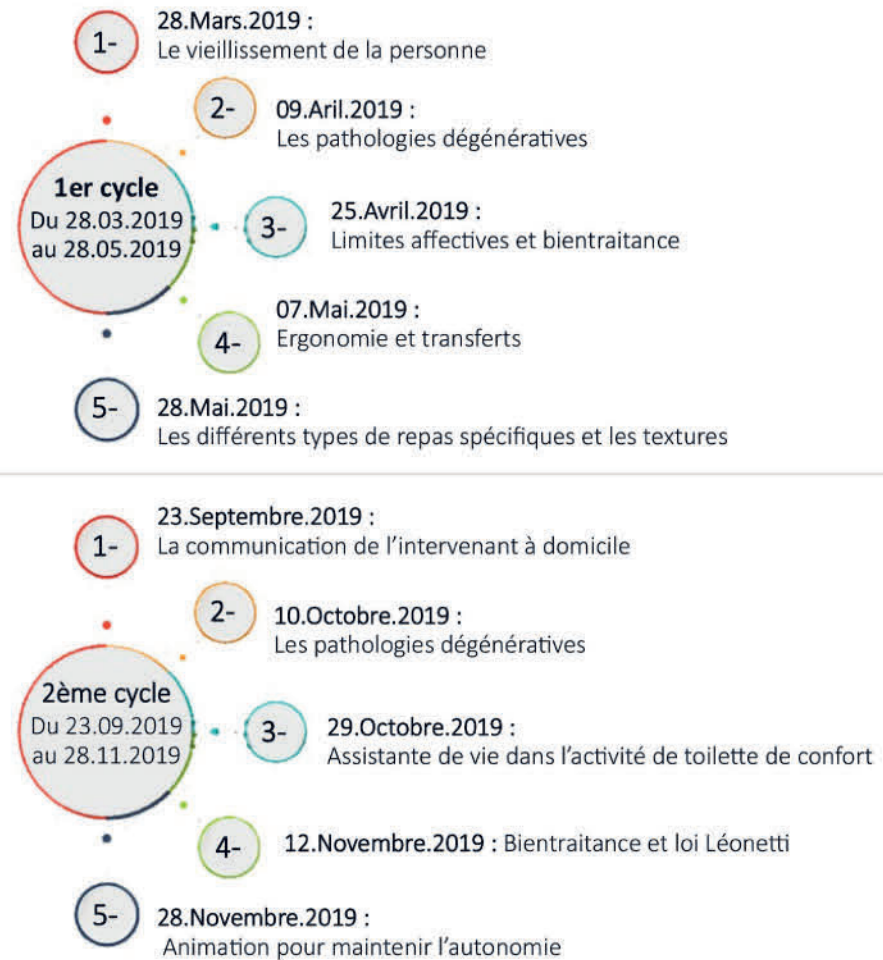 1-
28.Mars.2019 :
Le vieillissement de la personne
2-
09.Aril.2019 :
Les pathologies dégénératives
1er cycle
Du 28.03.2019
au 28.05.2019
3-
25.Avril.2019 :
Limites affectives et bientraitance
4-
07.Mai.2019 :
Ergonomie et transferts
5-
28.Mai.2019 :
Les différents types de repas spécifiques et les textures
1-
23.Septembre.2019 :
La communication de l'intervenant à domicile
2-
10.Octobre.2019 :
Les pathologies dégénératives
2ème cycle
Du 23.09.2019
au 28.11.2019
3-
29.Octobre.2019 :
Assistante de vie dans l'activité de toilette de confort
4-
12.Novembre.2019 : Bientraitance et loi Léonetti
5-
28.Novembre.2019 :
Animation pour maintenir l'autonomie